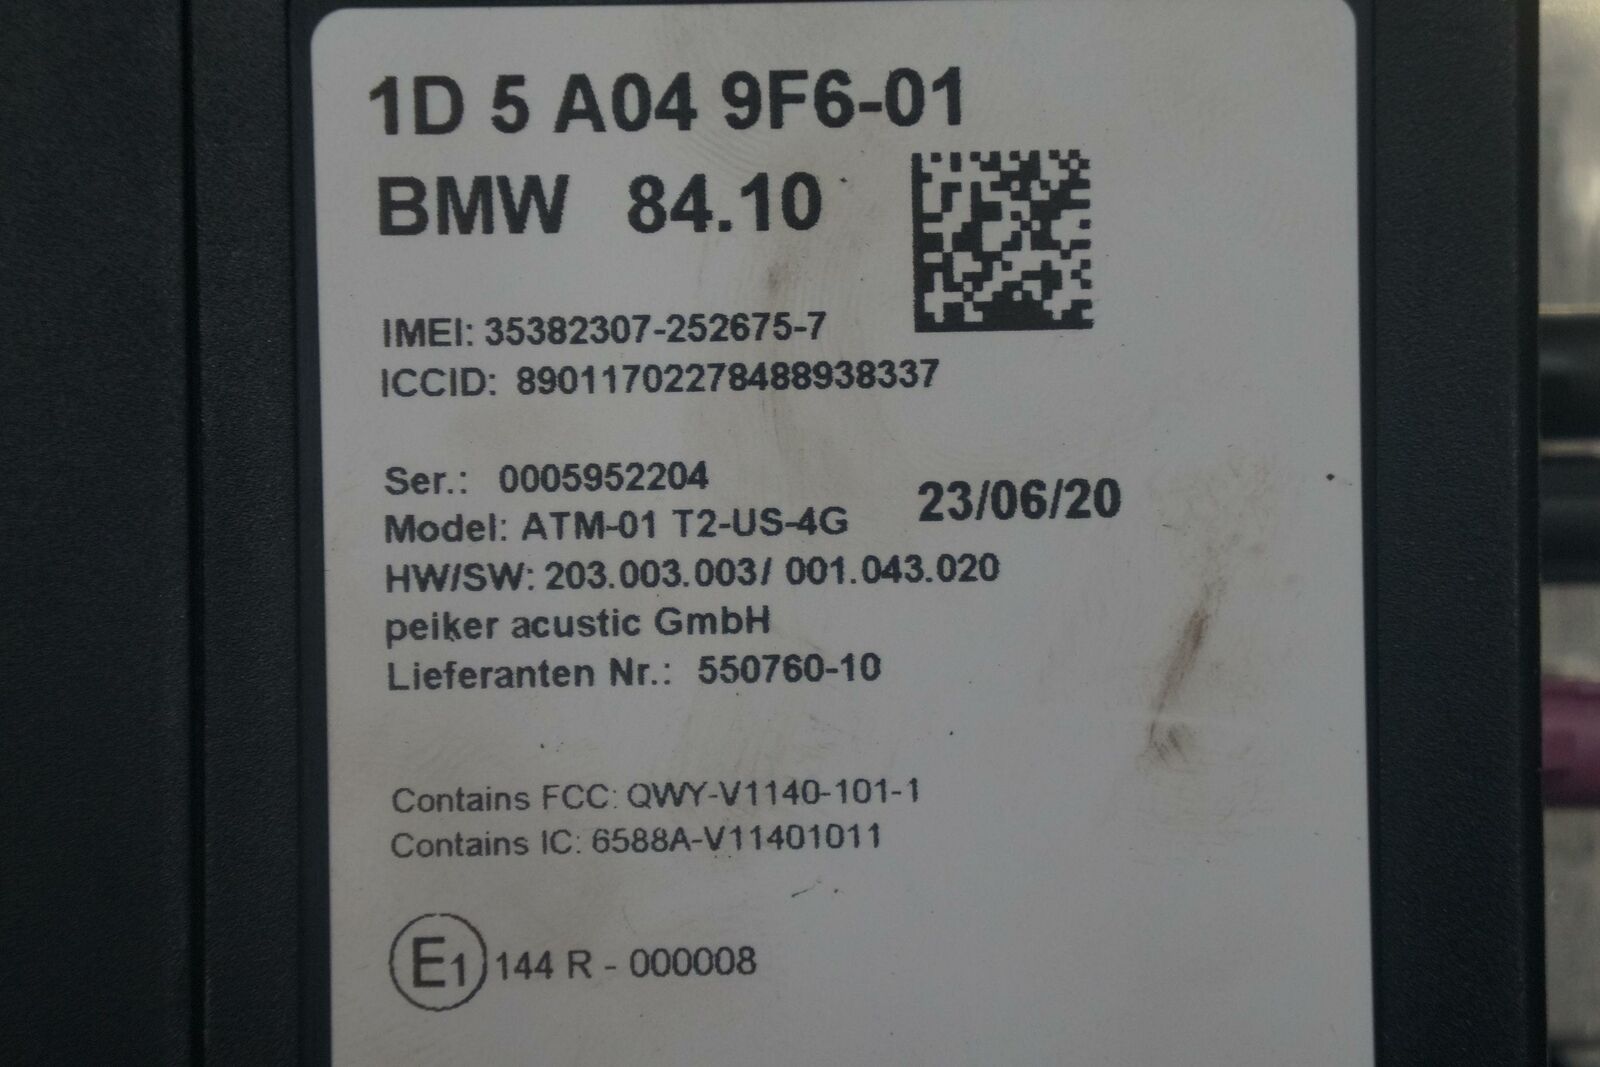 1D 5 A04 9F6-01
BMW 84.10
IMEI: 35382307-252675-7
ICCID: 89011702278488938337
Ser.: 0005952204
23/06/20
Model: ATM-01 T2-US-4G
HW/SW: 203.003.003/ 001.043.020
peiker acustic GmbH
Lieferanten Nr.: 550760-10
Contains FCC: QWY-V1140-101-1
Contains IC: 6588A-V11401011
E1 144 R - 000008